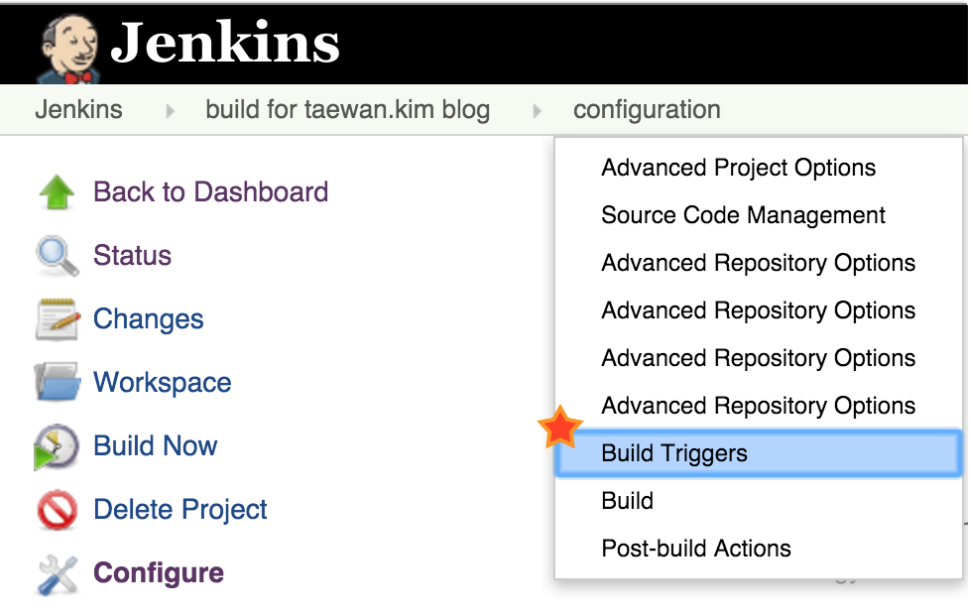 Jenkins
Jenkins build for taewan.kim blog configuration
Back to Dashboard
Status
Changes
Workspace
Build Now
Delete Project
Configure
Advanced Project Options
Source Code Management
Advanced Repository Options
Advanced Repository Options
Advanced Repository Options
Advanced Repository Options
Build Triggers
Build
Post-build Actions